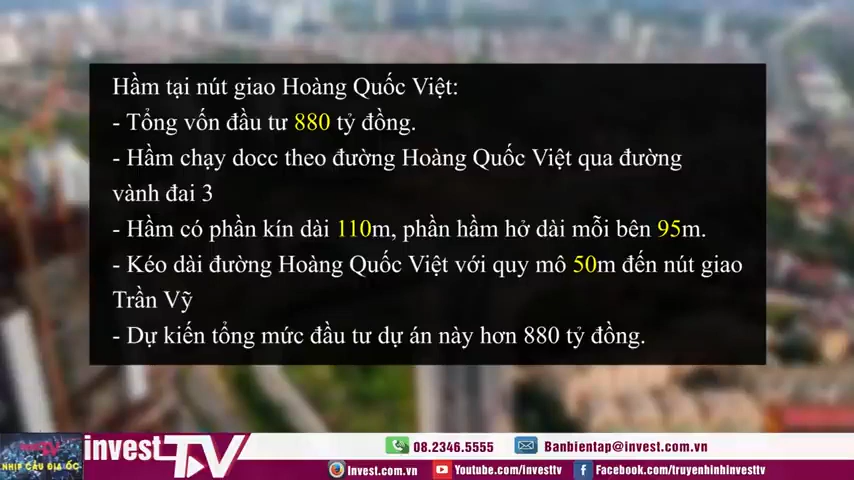 Hầm tại nút giao Hoàng Quốc Việt:
- Tổng vốn đầu tư 880 tỷ đồng.
- Hầm chạy docc theo đường Hoàng Quốc Việt qua đường
vành đai 3
- Hầm có phần kín dài 110m, phần hầm hở dài mỗi bên 95m.
- Kéo dài đường Hoàng Quốc Việt với quy mô 50m đến nút giao
Trần Vỹ
- Dự kiến tổng mức đầu tư dự án này hơn 880 tỷ đồng.
NHỊP CẦU ĐỊA ỐC
invest TV
08.2346.5555
Banbientap@invest.com.vn
Invest.com.vn
Youtube.com/investtv
Facebook.com/truyenhinhinvesttv